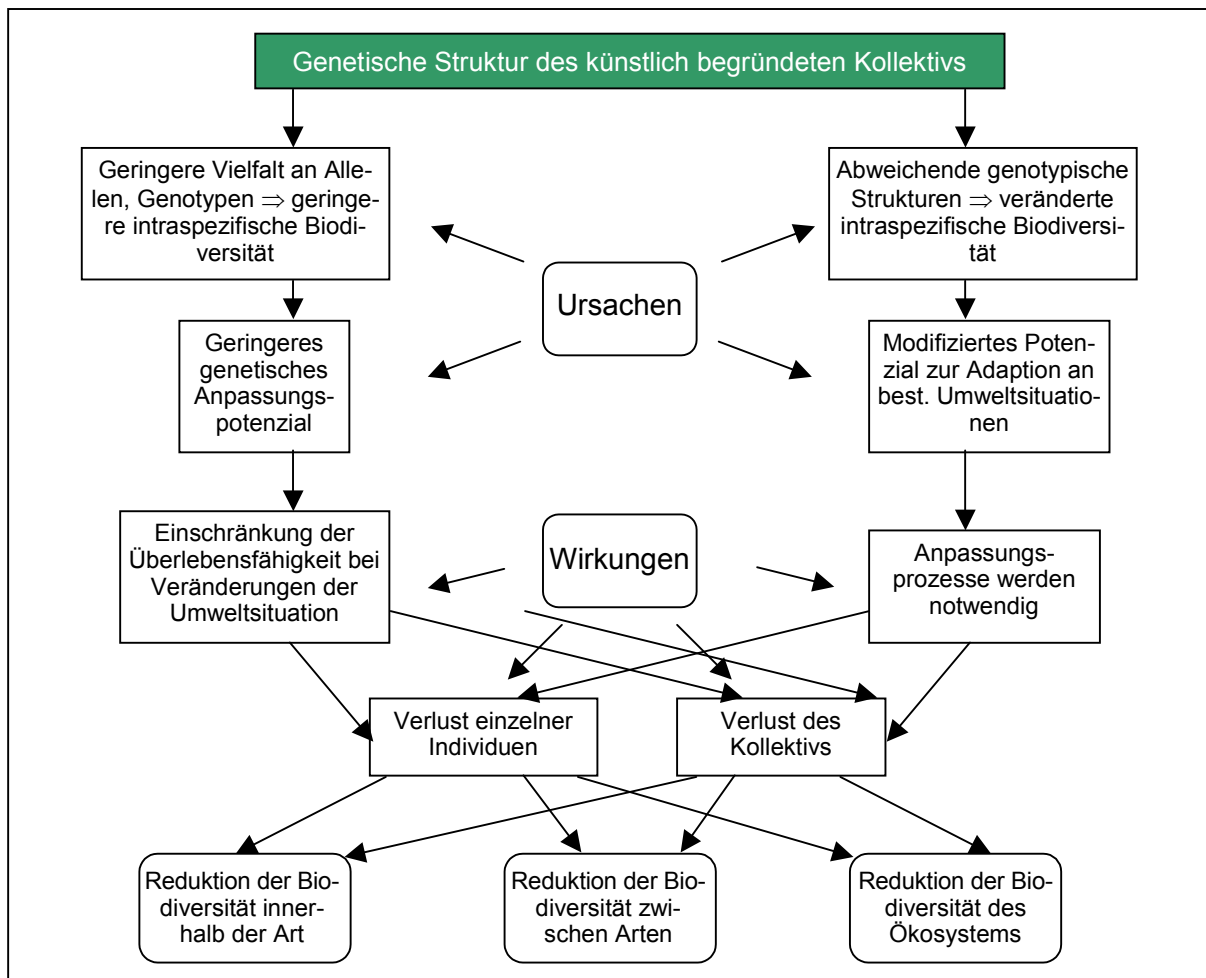 Genetische Struktur des künstlich begründeten Kollektivs
Geringere Vielfalt an Alle-
len, Genotypen ⇒ geringe-
re intraspezifische Biodi-
versität
Abweichende genotypische
Strukturen ⇒ veränderte
intraspezifische Biodiversi-
tät
Ursachen
Geringeres
genetisches
Anpassungs-
potenzial
Modifiziertes Poten-
zial zur Adaption an
best. Umweltsituatio-
nen
Einschränkung der
Überlebensfähigkeit bei
Veränderungen der
Umweltsituation
Wirkungen
Anpassungs-
prozesse werden
notwendig
Verlust einzelner
Individuen
Verlust des
Kollektivs
Reduktion der Bio-
diversität inner-
halb der Art
Reduktion der Bio-
diversität zwi-
schen Arten
Reduktion der Bio-
diversität des
Ökosystems